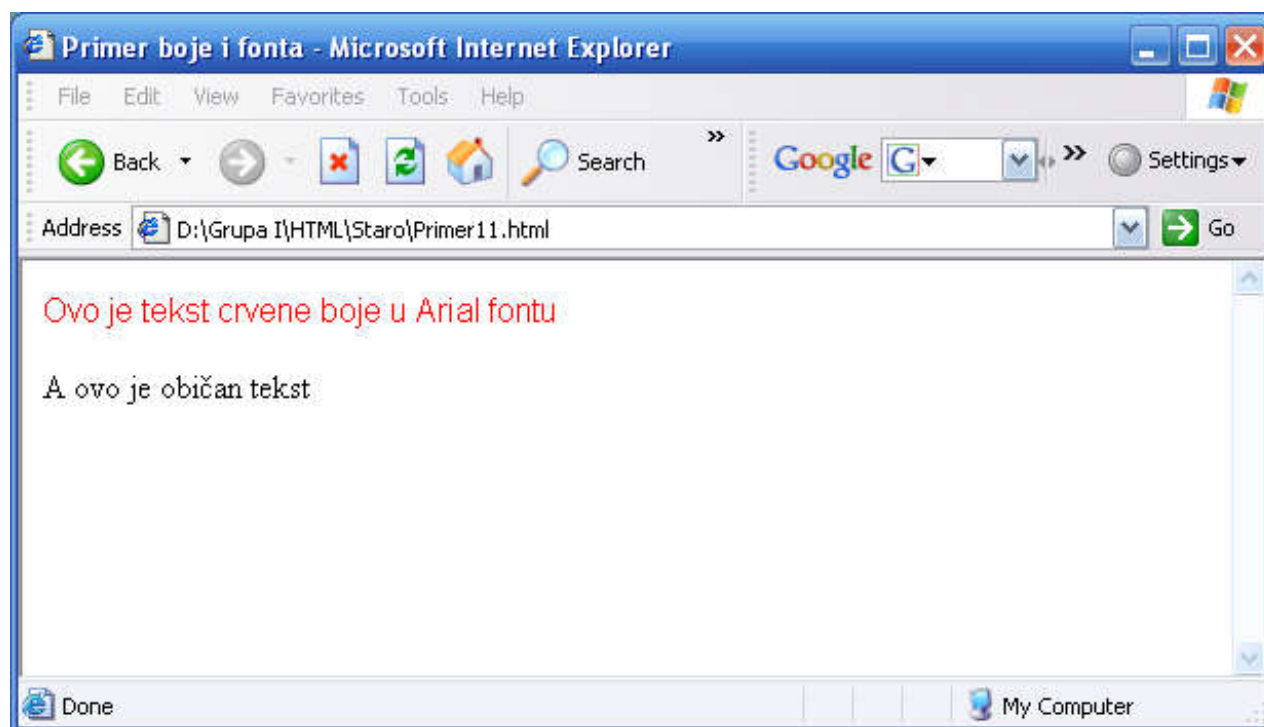 Primer boje i fonta - Microsoft Internet Explorer
File Edit View Favorites Tools Help
Back Search » Google G » Settings
Address D:\Grupa I\HTML\Staro\Primer11.html Go
Ovo je tekst crvene boje u Arial fontu
A ovo je običan tekst
Done My Computer